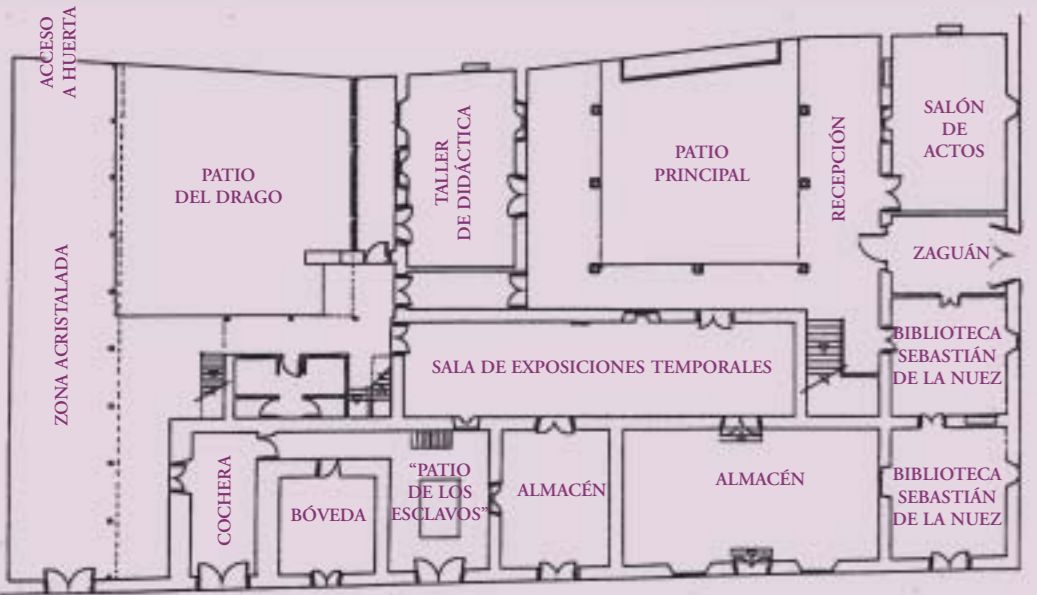 ACCESO
A HUERTA
ZONA ACRISTALADA
PATIO
DEL DRAGO
TALLER
DE DIDÁCTICA
PATIO
PRINCIPAL
RECEPCIÓN
SALÓN
DE
ACTOS
ZAGUÁN
BIBLIOTECA
SEBASTIÁN
DE LA NUEZ
SALA DE EXPOSICIONES TEMPORALES
COCHERA
BÓVEDA
“PATIO
DE LOS
ESCLAVOS”
ALMACÉN
ALMACÉN
BIBLIOTECA
SEBASTIÁN
DE LA NUEZ